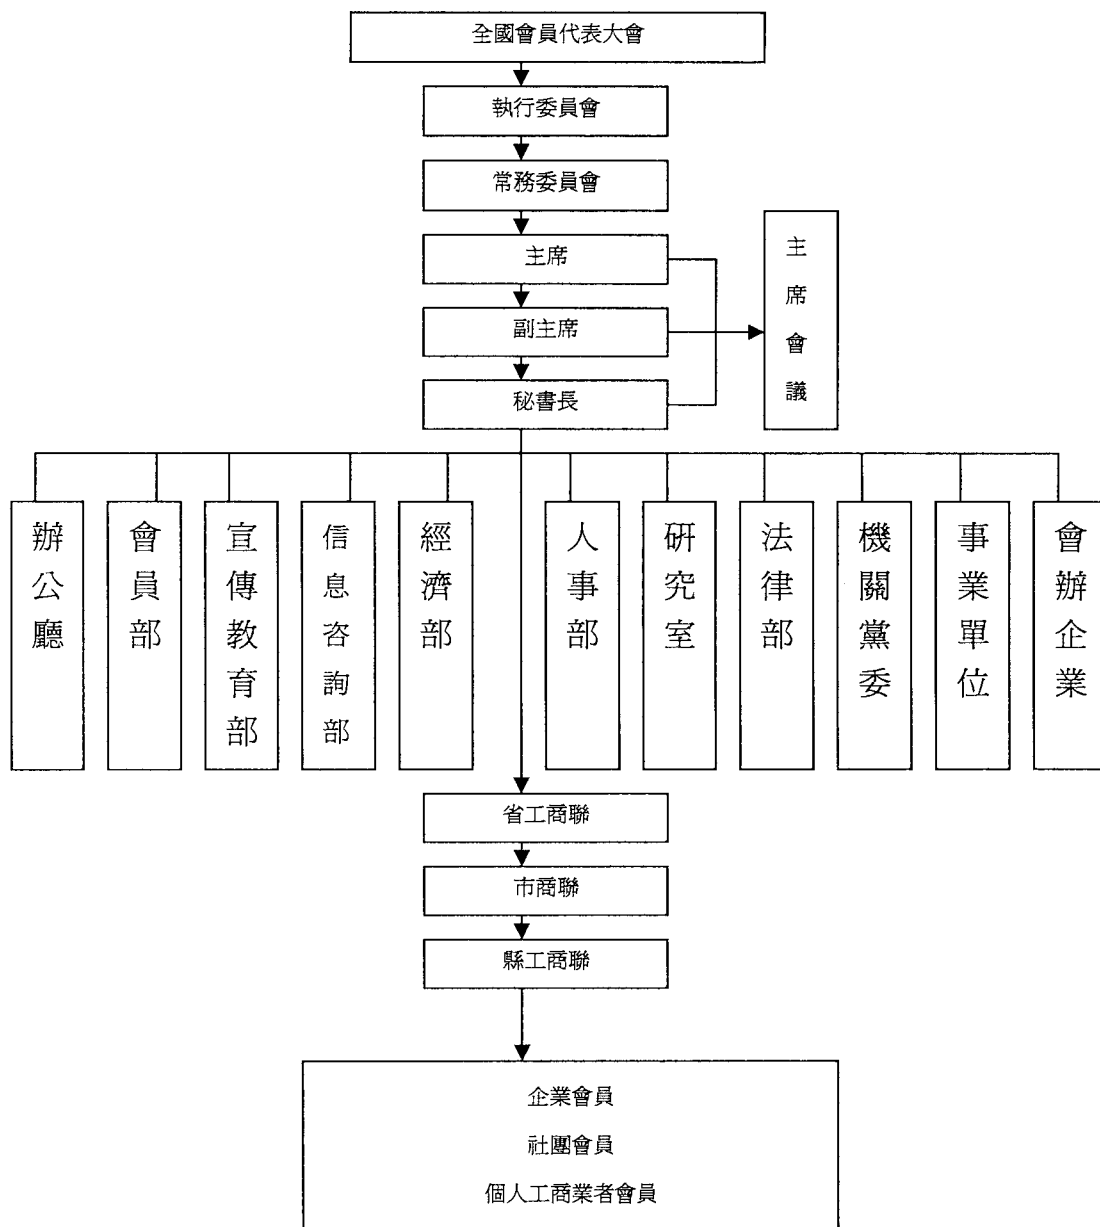 全國會員代表大會
執行委員會
常務委員會
主席
副主席
秘書長
主席會議
辦公廳
會員部
宣傳教育部
信息咨詢部
經濟部
人事部
研究室
法律部
機關黨委
事業單位
會辦企業
省工商聯
市商聯
縣工商聯
企業會員
社團會員
個人工商業者會員